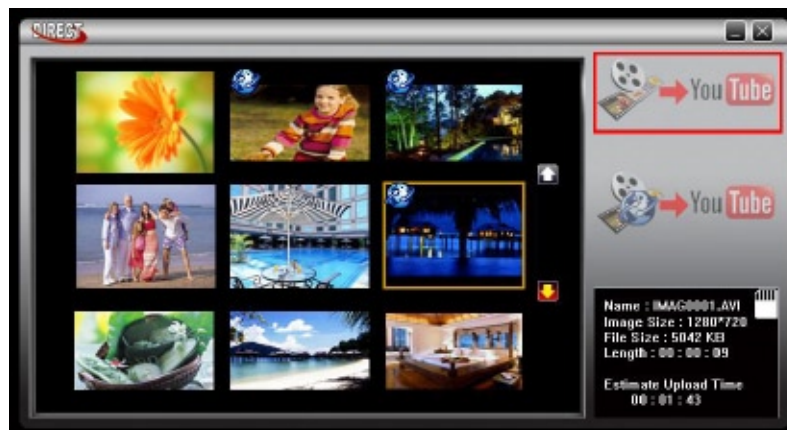 DIRECT
You Tube
You Tube
Name : IMAG0001.AVI
Image Size : 1280*720
File Size : 5042 KB
Length : 00 : 00 : 09
Estimate Upload Time
00 : 01 : 43